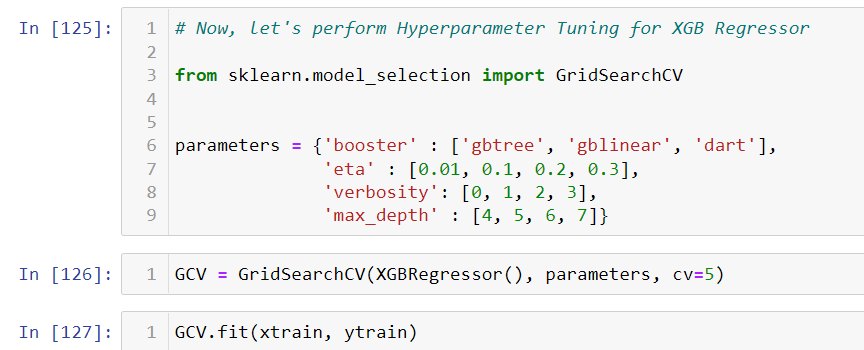 In [125]:
1 # Now, let's perform Hyperparameter Tuning for XGB Regressor
2
3 from sklearn.model_selection import GridSearchCV
4
5
6 parameters = {'booster' : ['gbtree', 'gblinear', 'dart'],
7 'eta' : [0.01, 0.1, 0.2, 0.3],
8 'verbosity': [0, 1, 2, 3],
9 'max_depth' : [4, 5, 6, 7]}
In [126]:
1 GCV = GridSearchCV(XGBRegressor(), parameters, cv=5)
In [127]:
1 GCV.fit(xtrain, ytrain)